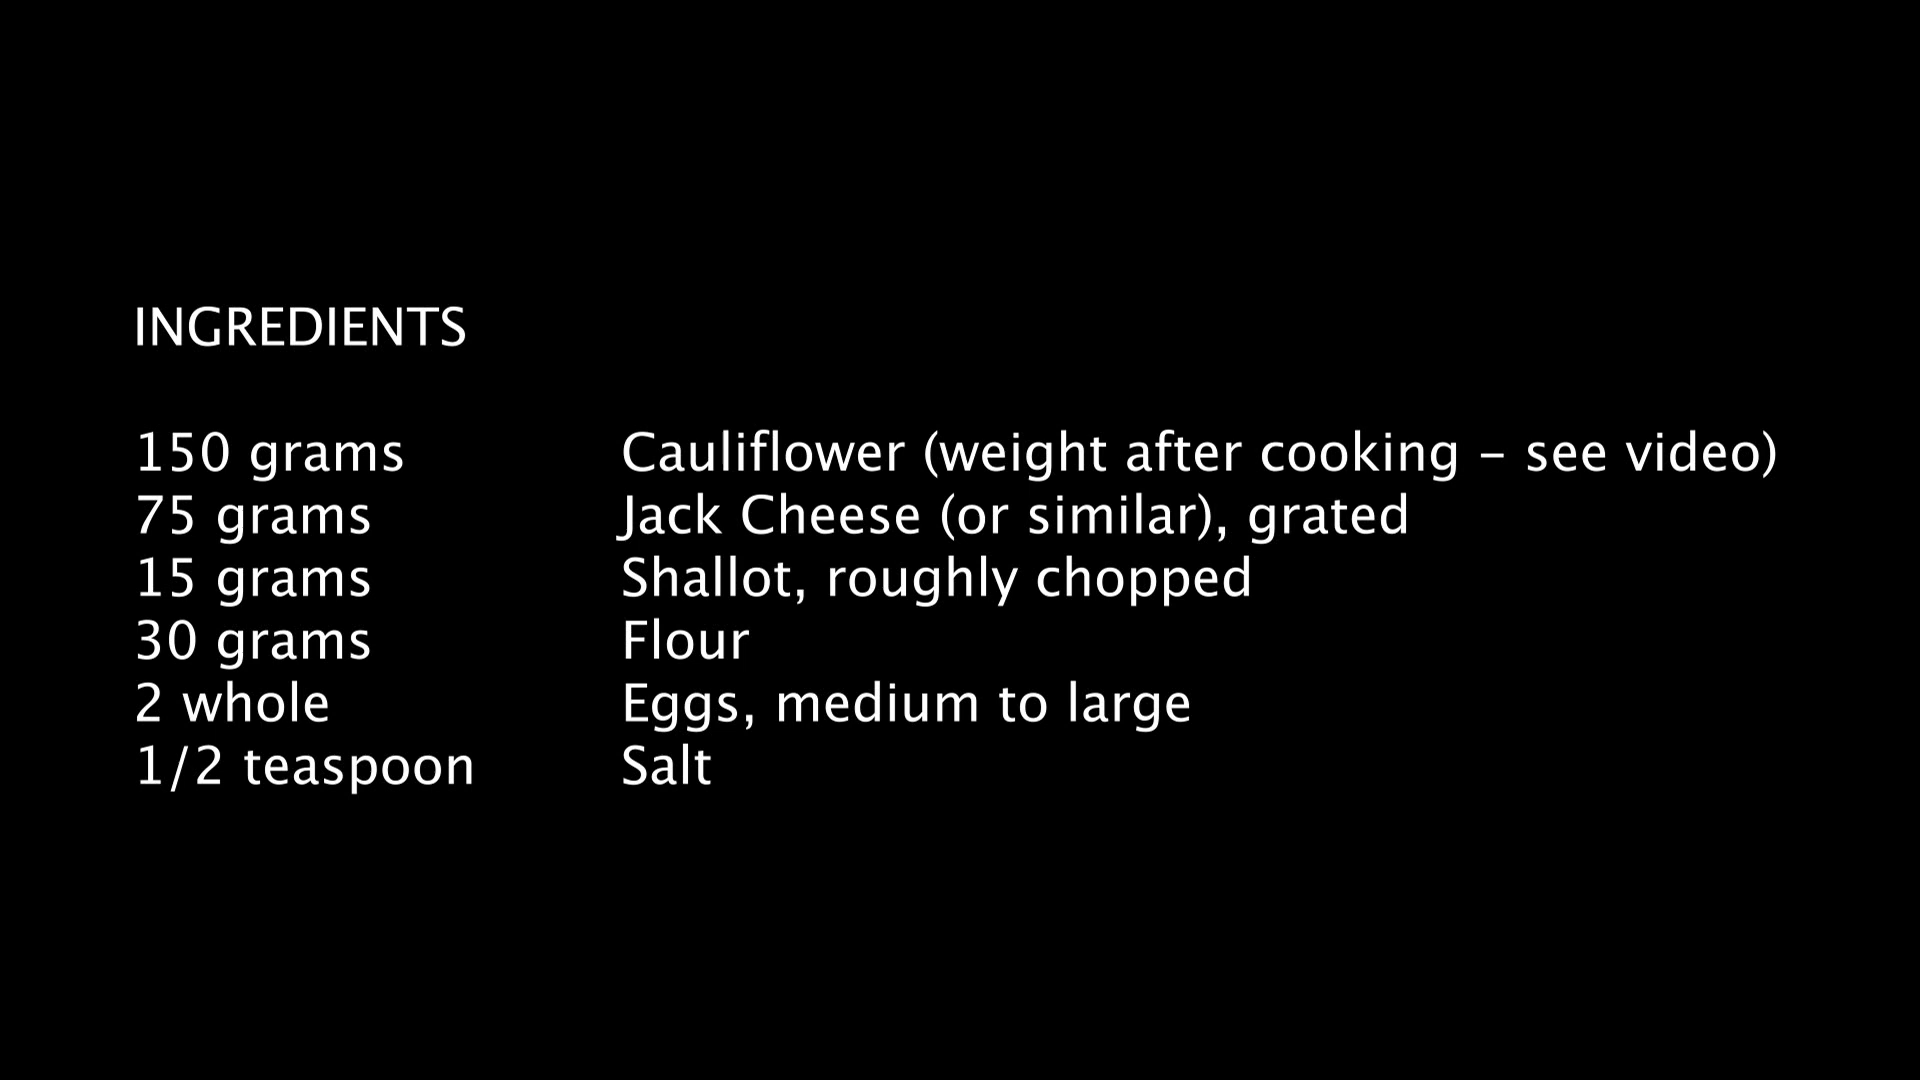 INGREDIENTS
150 grams Cauliflower (weight after cooking – see video)
75 grams Jack Cheese (or similar), grated
15 grams Shallot, roughly chopped
30 grams Flour
2 whole Eggs, medium to large
1/2 teaspoon Salt